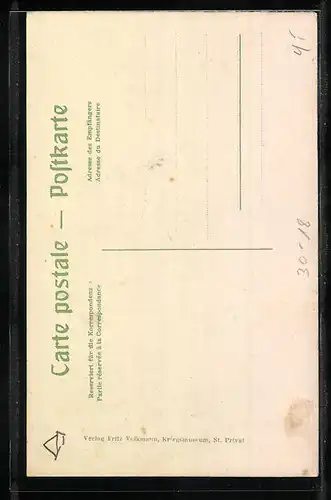 Carte postale — Postkarte
Reserviert für die Korrespondenz
Partie réservée à la Correspondance
Adresse des Empfängers
Adresse du Destinataire
Verlag Fritz Valkmann, Kriegsmuseum, St. Privat
30-18